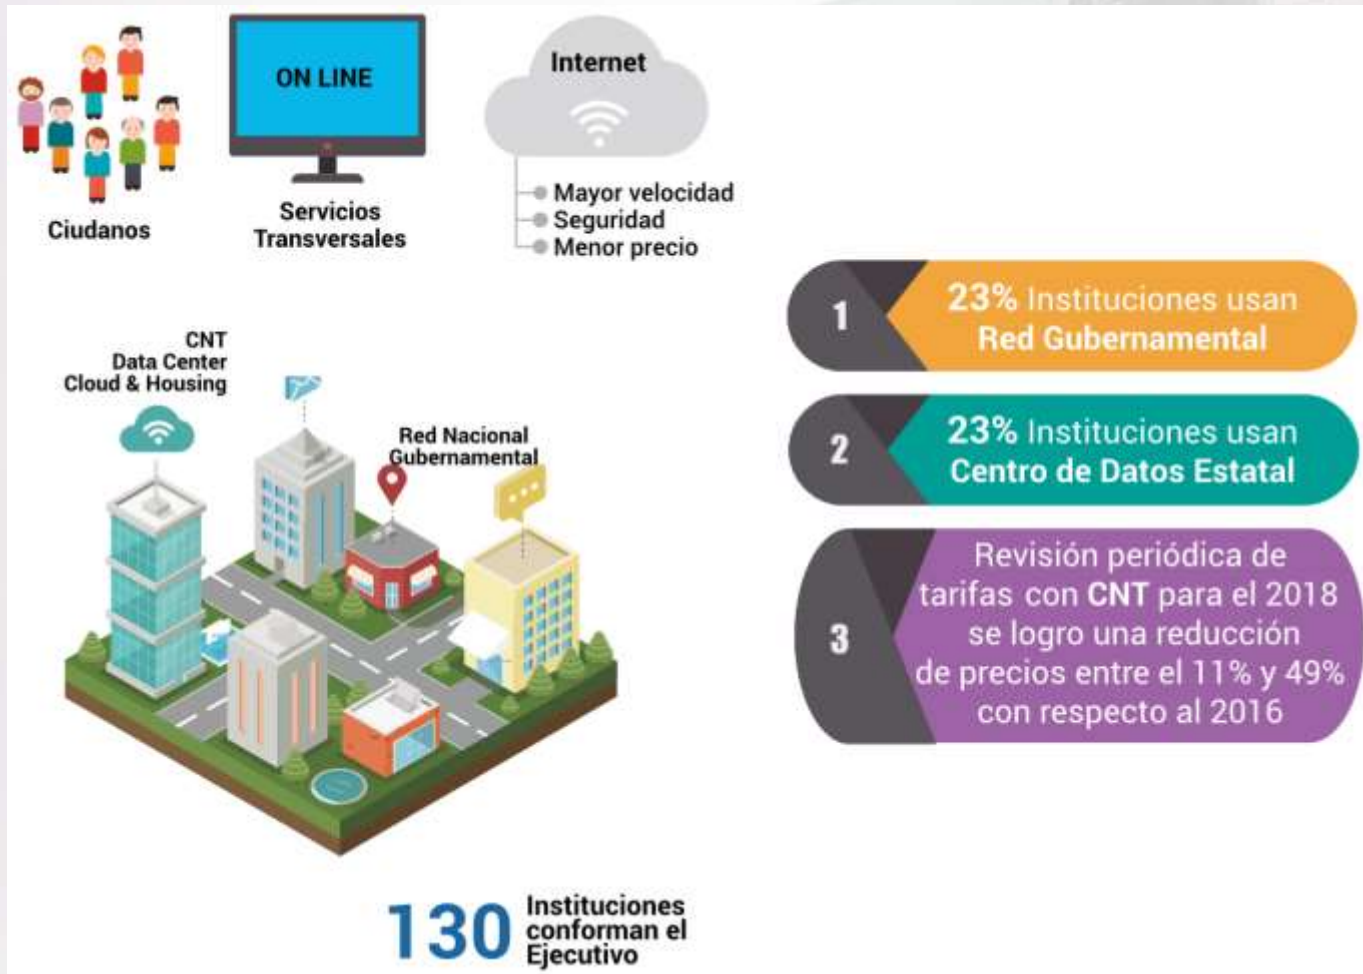 Ciudanos
ON LINE
Servicios
Transversales
Internet
Mayor velocidad
Seguridad
Menor precio
CNT
Data Center
Cloud & Housing
Red Nacional
Gubernamental
130
Instituciones
conforman el
Ejecutivo
1
23% Instituciones usan
Red Gubernamental
2
23% Instituciones usan
Centro de Datos Estatal
3
Revisión periódica de
tarifas con CNT para el 2018
se logro una reducción
de precios entre el 11% y 49%
con respecto al 2016